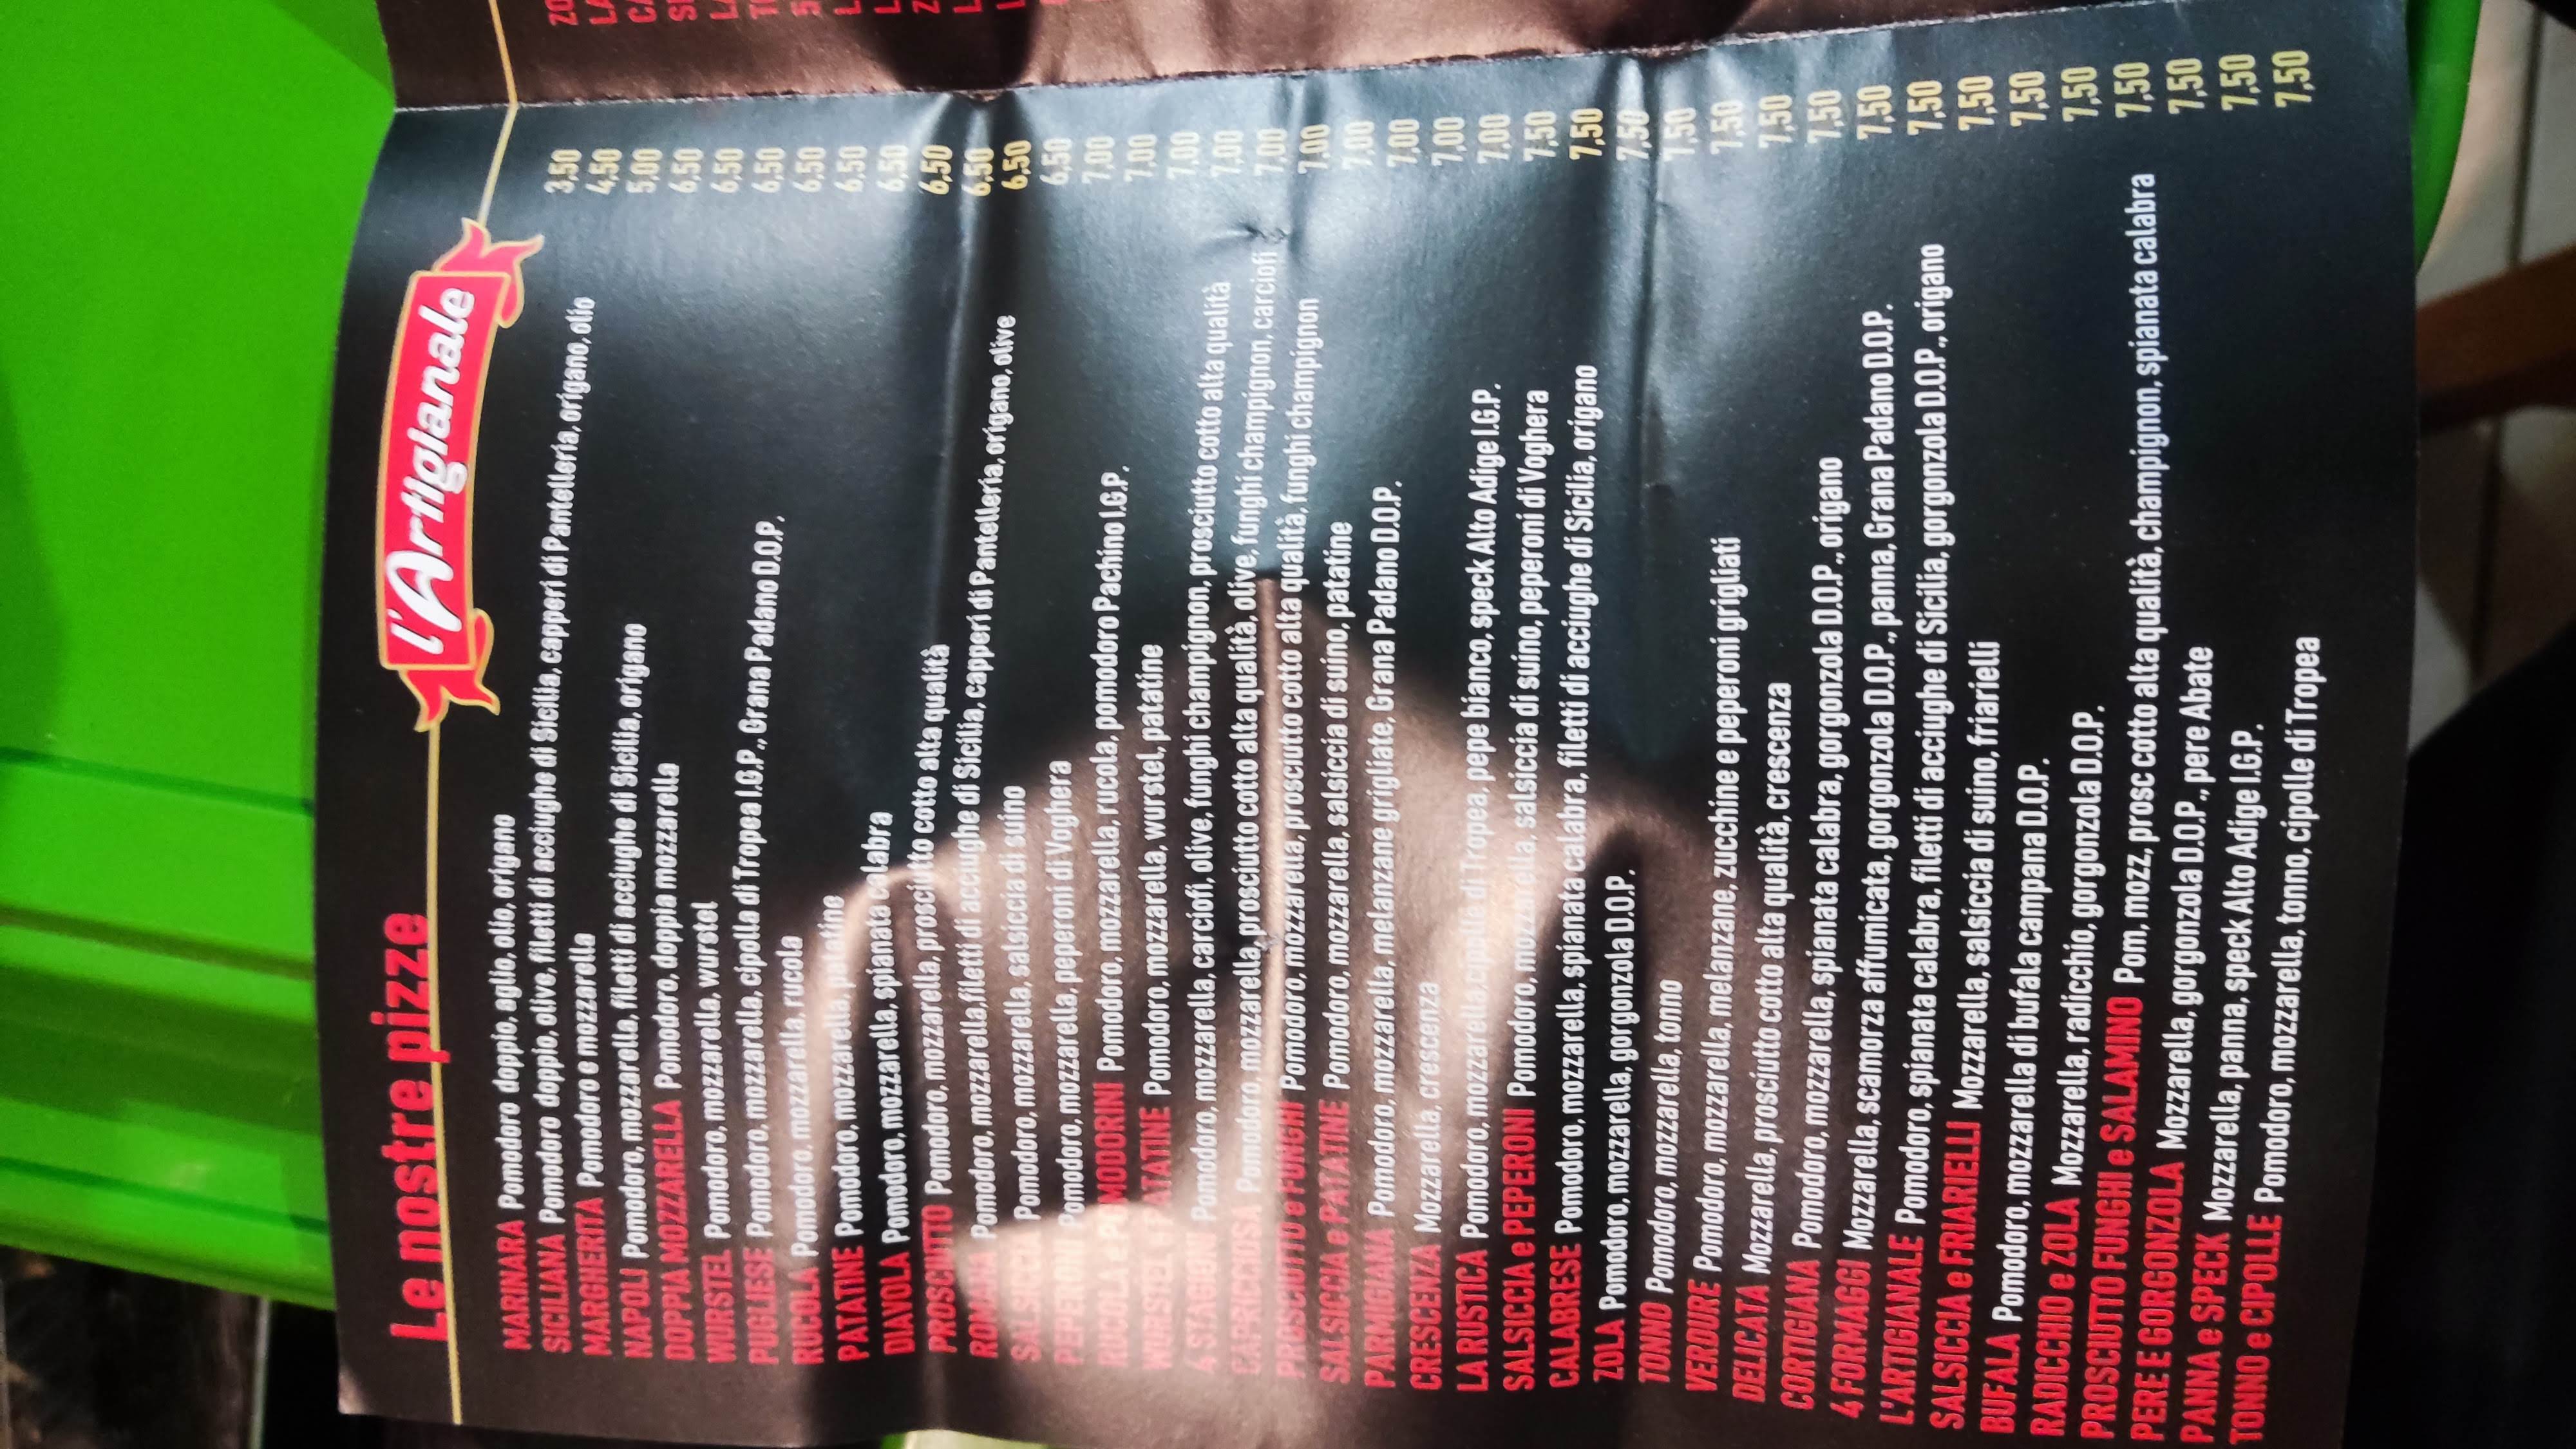 Le nostre pizze
l'Artigianale
MARINARA Pomodoro doppio, aglio, olio, origano 3,50
SICILIANA Pomodoro doppio, olive, filetti di acciughe di Sicilia, capperi di Pantelleria, origano, olio 4,50
MARGHERITA Pomodoro e mozzarella 5,00
NAPOLI Pomodoro, mozzarella, filetti di acciughe di Sicilia, origano 6,50
DOPPIA MOZZARELLA Pomodoro, doppia mozzarella 6,50
WURSTEL Pomodoro, mozzarella, wurstel 6,50
PUGLIESE Pomodoro, mozzarella, cipolla di Tropea I.G.P., Grana Padano D.O.P. 6,50
RUCOLA Pomodoro, mozzarella, rucola 6,50
PATATINE Pomodoro, mozzarella, patatine 6,50
DIAVOLA Pomodoro, mozzarella, spianata calabra 6,50
PROSCIUTTO Pomodoro, mozzarella, prosciutto cotto alta qualità 6,50
ROMANA Pomodoro, mozzarella, filetti di acciughe di Sicilia, capperi di Pantelleria, origano, olive 6,50
SALSICCIA Pomodoro, mozzarella, salsiccia di suino 6,50
PEPERONI Pomodoro, mozzarella, peperoni di Voghera 7,00
RUCOLA e POMODORINI Pomodoro, mozzarella, rucola, pomodoro Pachino I.G.P. 7,00
WURSTEL e PATATINE Pomodoro, mozzarella, wurstel, patatine 7,00
4 STAGIONI Pomodoro, mozzarella, carciofi, olive, funghi champignon, prosciutto cotto alta qualità 7,00
CAPRICCIOSA Pomodoro, mozzarella, prosciutto cotto alta qualità, olive, funghi champignon, carciofi 7,00
PROSCIUTTO e FUNGHI Pomodoro, mozzarella, prosciutto cotto alta qualità, funghi champignon 7,00
SALSICCIA e PATATINE Pomodoro, mozzarella, salsiccia di suino, patatine 7,00
PARMIGIANA Pomodoro, mozzarella, melanzane grigliate, Grana Padano D.O.P. 7,00
CRESCENZA Mozzarella, crescenza 7,00
LA RUSTICA Pomodoro, mozzarella, cipolle di Tropea, pepe bianco, speck Alto Adige I.G.P. 7,00
SALSICCIA e PEPERONI Pomodoro, mozzarella, salsiccia di suino, peperoni di Voghera 7,50
CALABRESE Pomodoro, mozzarella, spianata calabra, filetti di acciughe di Sicilia, origano 7,50
ZOLA Pomodoro, mozzarella, gorgonzola D.O.P. 7,50
TONNO Pomodoro, mozzarella, tonno 7,50
VERDURE Pomodoro, mozzarella, melanzane, zucchine e peperoni grigliati 7,50
DELICATA Mozzarella, prosciutto cotto alta qualità, crescenza 7,50
CORTIGIANA Pomodoro, mozzarella, spianata calabra, gorgonzola D.O.P., origano 7,50
4 FORMAGGI Mozzarella, scamorza affumicata, gorgonzola D.O.P., panna, Grana Padano D.O.P. 7,50
L'ARTIGIANALE Pomodoro, spianata calabra, filetti di acciughe di Sicilia, gorgonzola D.O.P., origano 7,50
SALSICCIA e FRIARIELLI Mozzarella, salsiccia di suino, friarielli 7,50
BUFALA Pomodoro, mozzarella di bufala campana D.O.P. 7,50
RADICCHIO e ZOLA Mozzarella, radicchio, gorgonzola D.O.P. 7,50
PROSCIUTTO FUNGHI e SALAMINO Pom, mozz, prosc cotto alta qualità, champignon, spianata calabra 7,50
PERE E GORGONZOLA Mozzarella, gorgonzola D.O.P., pere Abate 7,50
PANNA e SPECK Mozzarella, panna, speck Alto Adige I.G.P. 7,50
TONNO e CIPOLLE Pomodoro, mozzarella, tonno, cipolle di Tropea 7,50